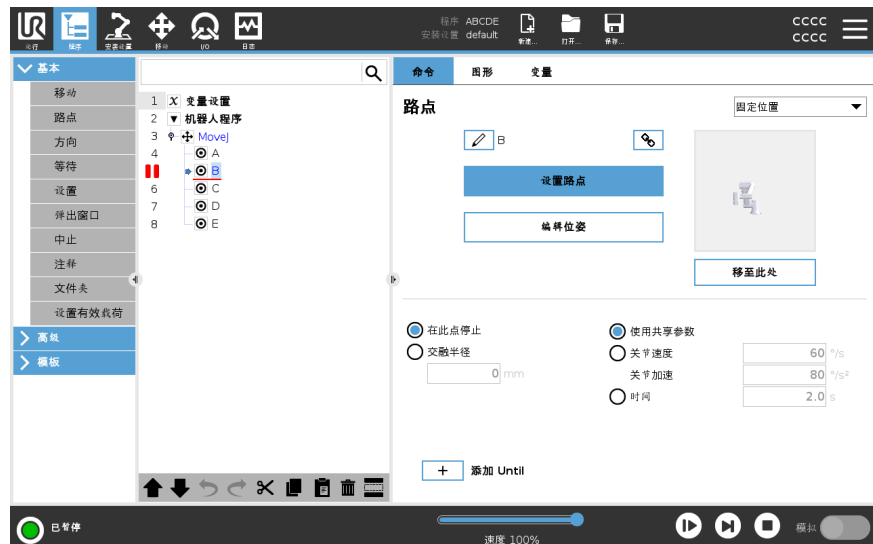 UR
运行 程序 安装设置 移动 I/O 日志
程序 ABCDE
安装设置 default
新建... 打开... 保存...
CCCC
CCCC
基本
移动
路点
方向
等待
设置
弹出窗口
中止
注释
文件夹
设置有效载荷
高级
模板
1 X 变量设置
2 机器人程序
3 MoveJ
4 A
B
6 C
7 D
8 E
命令 图形 变量
路点
固定位置
B
设置路点
编辑位姿
移至此处
在此点停止
交融半径
0 mm
使用共享参数
关节速度 60 °/s
关节加速 80 °/s²
时间 2.0 s
+ 添加 Until
已暂停
速度 100%
模拟